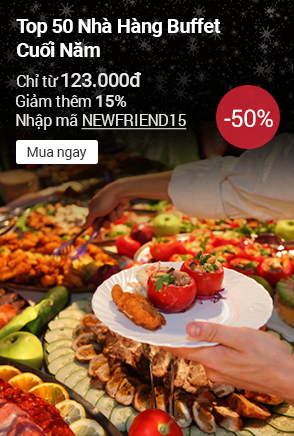 Top 50 Nhà Hàng Buffet
Cuối Năm
Chỉ từ 123.000đ
Giảm thêm 15%
Nhập mã NEWFRIEND15
-50%
Mua ngay